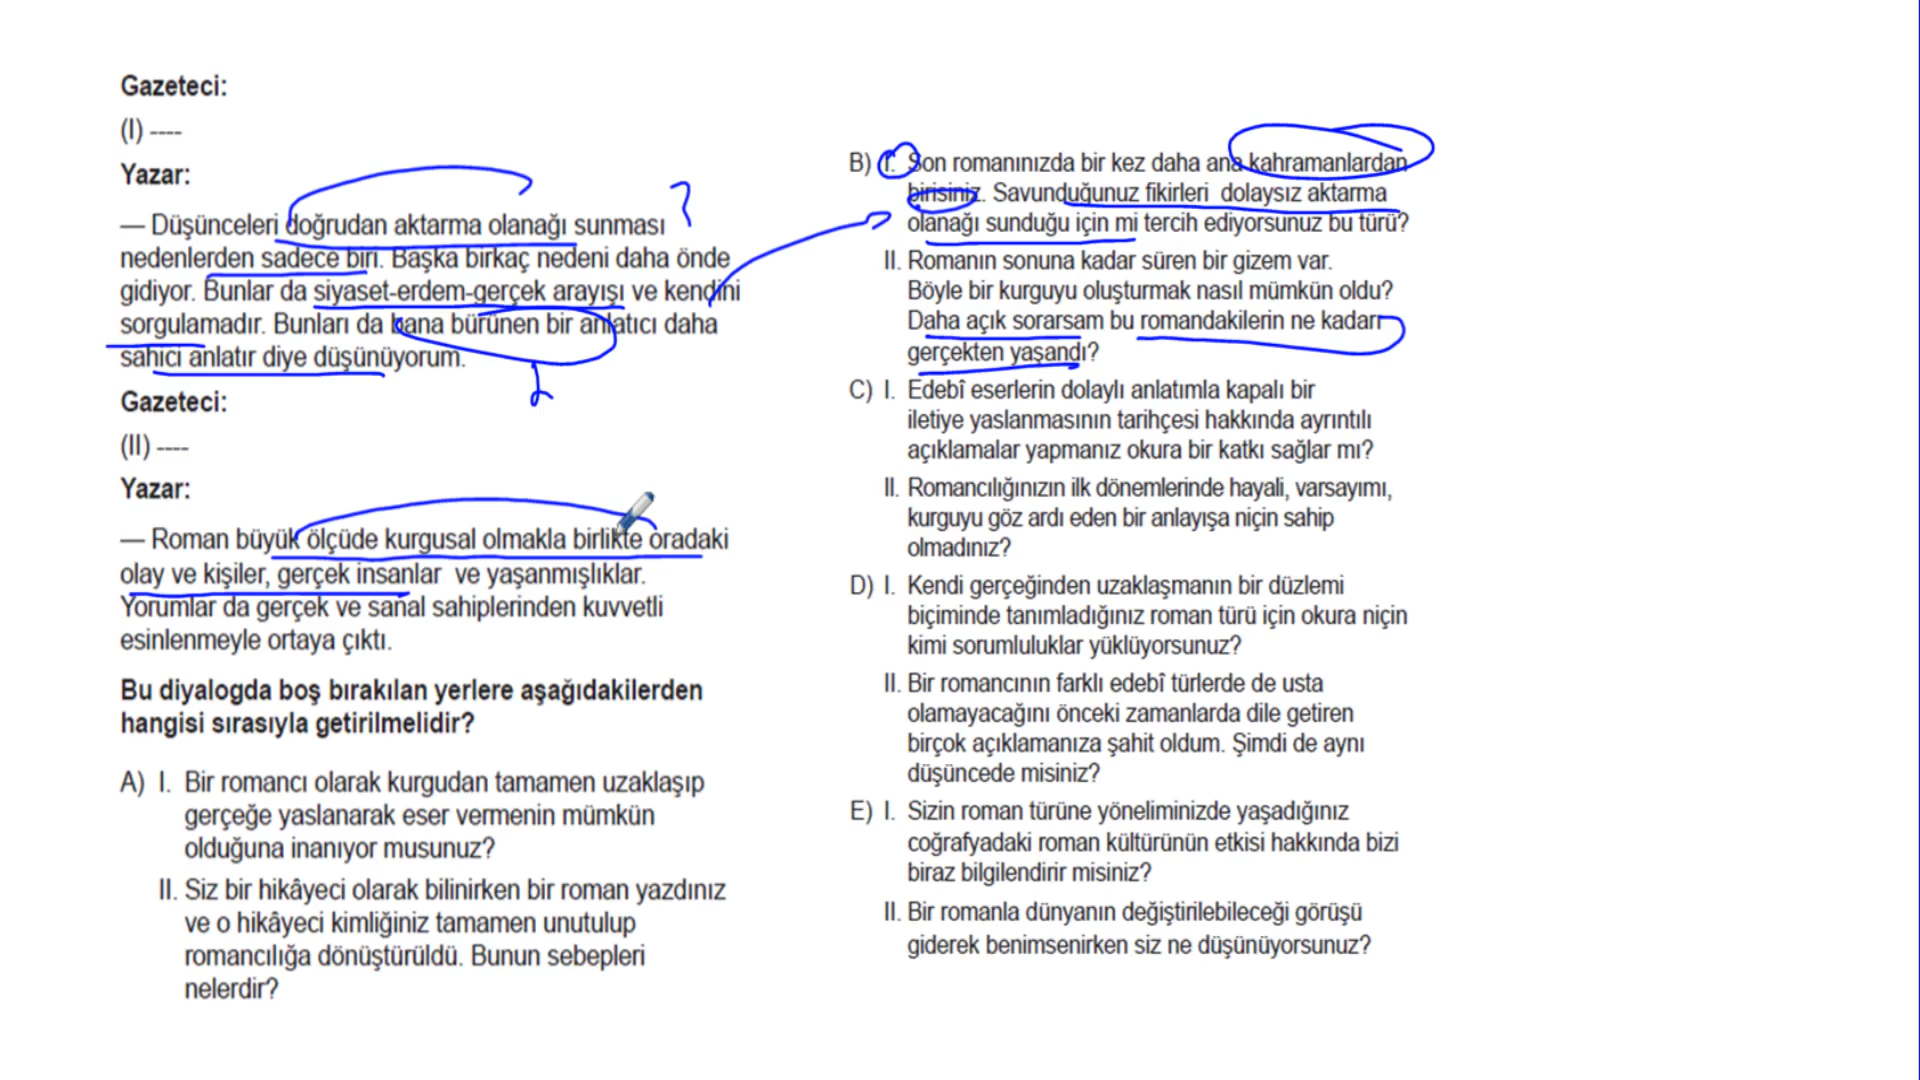 Gazeteci:
(I) ----
Yazar:
— Düşünceleri doğrudan aktarma olanağı sunması
nedenlerden sadece biri. Başka birkaç nedeni daha önde
gidiyor. Bunlar da siyaset-erdem-gerçek arayışı ve kendini
sorgulamadır. Bunları da bana bürünen bir anlatıcı daha
sahici anlatır diye düşünüyorum.
Gazeteci:
(II) ----
Yazar:
— Roman büyük ölçüde kurgusal olmakla birlikte oradaki
olay ve kişiler, gerçek insanlar ve yaşanmışlıklar.
Yorumlar da gerçek ve sanal sahiplerinden kuvvetli
esinlenmeyle ortaya çıktı.
Bu diyalogda boş bırakılan yerlere aşağıdakilerden
hangisi sırasıyla getirilmelidir?
A) I. Bir romancı olarak kurgudan tamamen uzaklaşıp
gerçeğe yaslanarak eser vermenin mümkün
olduğuna inanıyor musunuz?
II. Siz bir hikâyeci olarak bilinirken bir roman yazdınız
ve o hikâyeci kimliğiniz tamamen unutulup
romancılığa dönüştürüldü. Bunun sebepleri
nelerdir?
B) I. Son romanınızda bir kez daha ana kahramanlardan
birisiniz. Savunduğunuz fikirleri dolaysız aktarma
olanağı sunduğu için mi tercih ediyorsunuz bu türü?
II. Romanın sonuna kadar süren bir gizem var.
Böyle bir kurguyu oluşturmak nasıl mümkün oldu?
Daha açık sorarsam bu romandakilerin ne kadarı
gerçekten yaşandı?
C) I. Edebî eserlerin dolaylı anlatımla kapalı bir
iletiye yaslanmasının tarihçesi hakkında ayrıntılı
açıklamalar yapmanız okura bir katkı sağlar mı?
II. Romancılığınızın ilk dönemlerinde hayali, varsayımı,
kurguyu göz ardı eden bir anlayışa niçin sahip
olmadınız?
D) I. Kendi gerçeğinden uzaklaşmanın bir düzlemi
biçiminde tanımladığınız roman türü için okura niçin
kimi sorumluluklar yüklüyorsunuz?
II. Bir romancının farklı edebî türlerde de usta
olamayacağını önceki zamanlarda dile getiren
birçok açıklamanıza şahit oldum. Şimdi de aynı
düşüncede misiniz?
E) I. Sizin roman türüne yöneliminizde yaşadığınız
coğrafyadaki roman kültürünün etkisi hakkında bizi
biraz bilgilendirir misiniz?
II. Bir romanla dünyanın değiştirilebileceği görüşü
giderek benimsenirken siz ne düşünüyorsunuz?